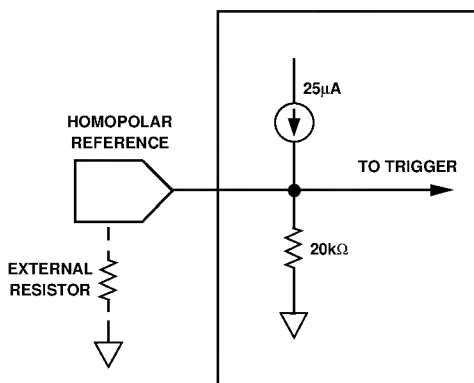 25μA
HOMOPOLAR
REFERENCE
TO TRIGGER
20kΩ
EXTERNAL
RESISTOR